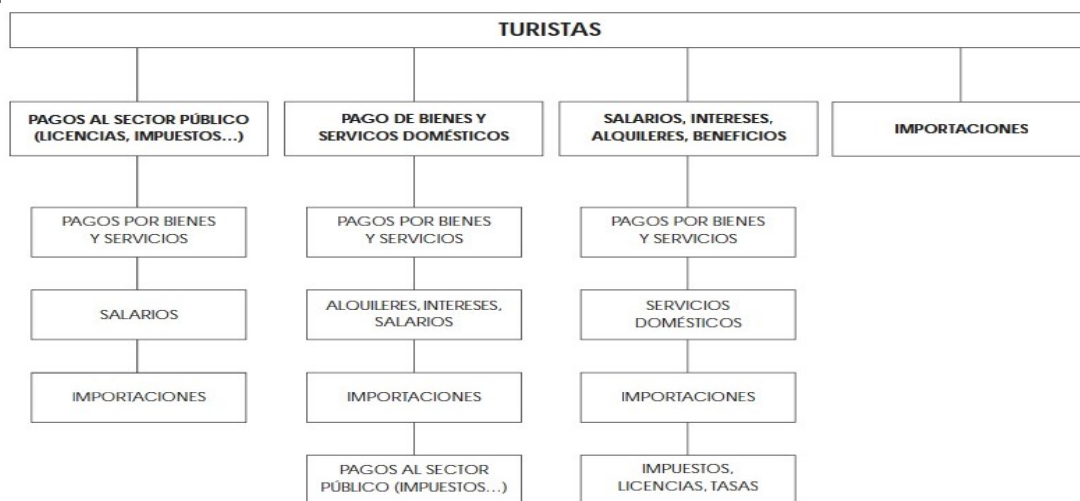 TURISTAS
PAGOS AL SECTOR PÚBLICO
(LICENCIAS, IMPUESTOS...)
PAGO DE BIENES Y
SERVICOS DOMÉSTICOS
SALARIOS, INTERESES,
ALQUILERES, BENEFICIOS
IMPORTACIONES
PAGOS POR BIENES
Y SERVICIOS
PAGOS POR BIENES
Y SERVICIOS
PAGOS POR BIENES
Y SERVICIOS
SALARIOS
ALQUILERES, INTERESES,
SALARIOS
SERVICIOS
DOMÉSTICOS
IMPORTACIONES
IMPORTACIONES
IMPORTACIONES
PAGOS AL SECTOR
PÚBLICO (IMPUESTOS...)
IMPUESTOS,
LICENCIAS, TASAS